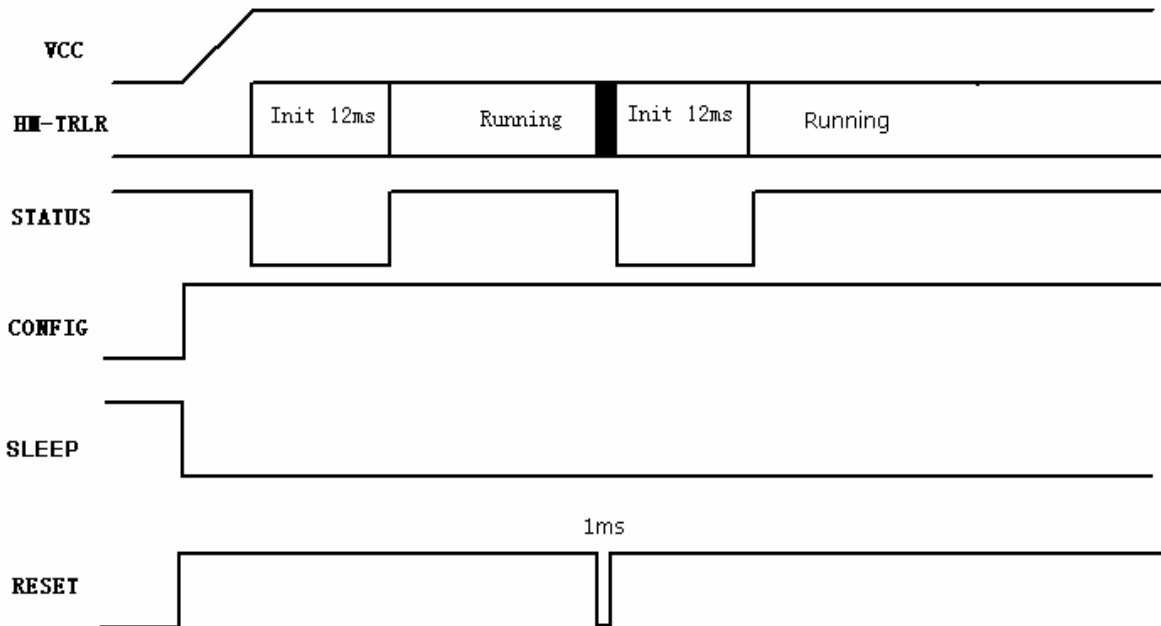 VCC
HM-TRLR Init 12ms Running Init 12ms Running
STATUS
CONFIG
SLEEP
1ms
RESET